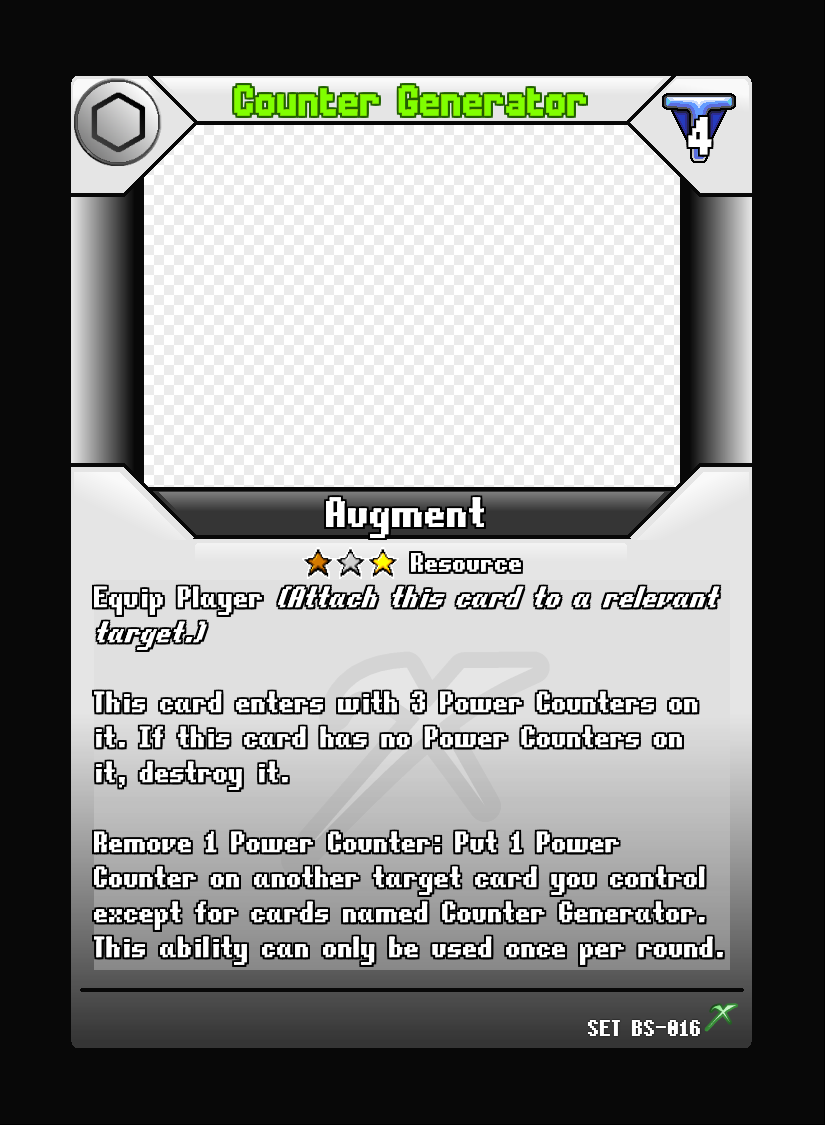 Counter Generator
4
Augment
Resource
Equip Player (Attach this card to a relevant
target.)
This card enters with 3 Power Counters on
it. If this card has no Power Counters on
it, destroy it.
Remove 1 Power Counter: Put 1 Power
Counter on another target card you control
except for cards named Counter Generator.
This ability can only be used once per round.
SET BS-016